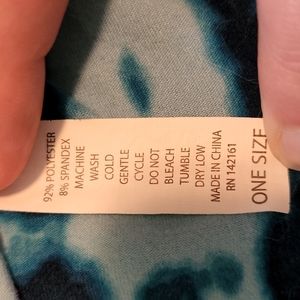 92% POLYESTER
8% SPANDEX
MACHINE
WASH
COLD
GENTLE
CYCLE
DO NOT
BLEACH
TUMBLE
DRY LOW
MADE IN CHINA
RN 142161
ONE SIZE